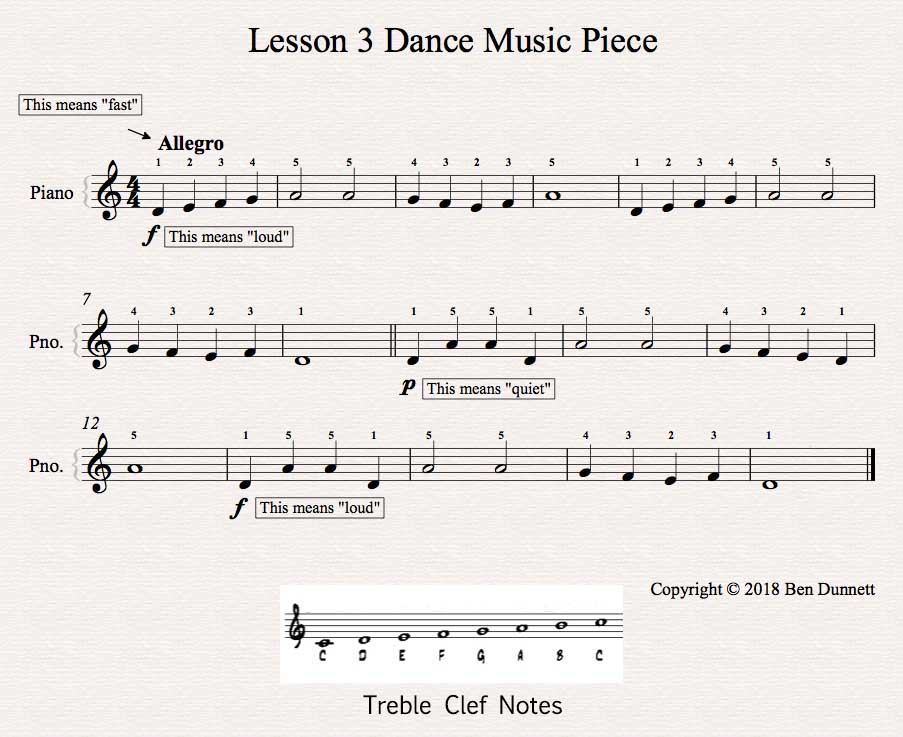 Lesson 3 Dance Music Piece
This means "fast"
Allegro
1 2 3 4 5 5 4 3 2 3 5 1 2 3 4 5 5
Piano
4
4
f This means "loud"
7
4 3 2 3 1 1 5 5 1 5 5 4 3 2 1
Pno.
p This means "quiet"
12
5 1 5 5 1 5 5 4 3 2 3 1
Pno.
f This means "loud"
Copyright © 2018 Ben Dunnett
C D E F G A B C
Treble Clef Notes